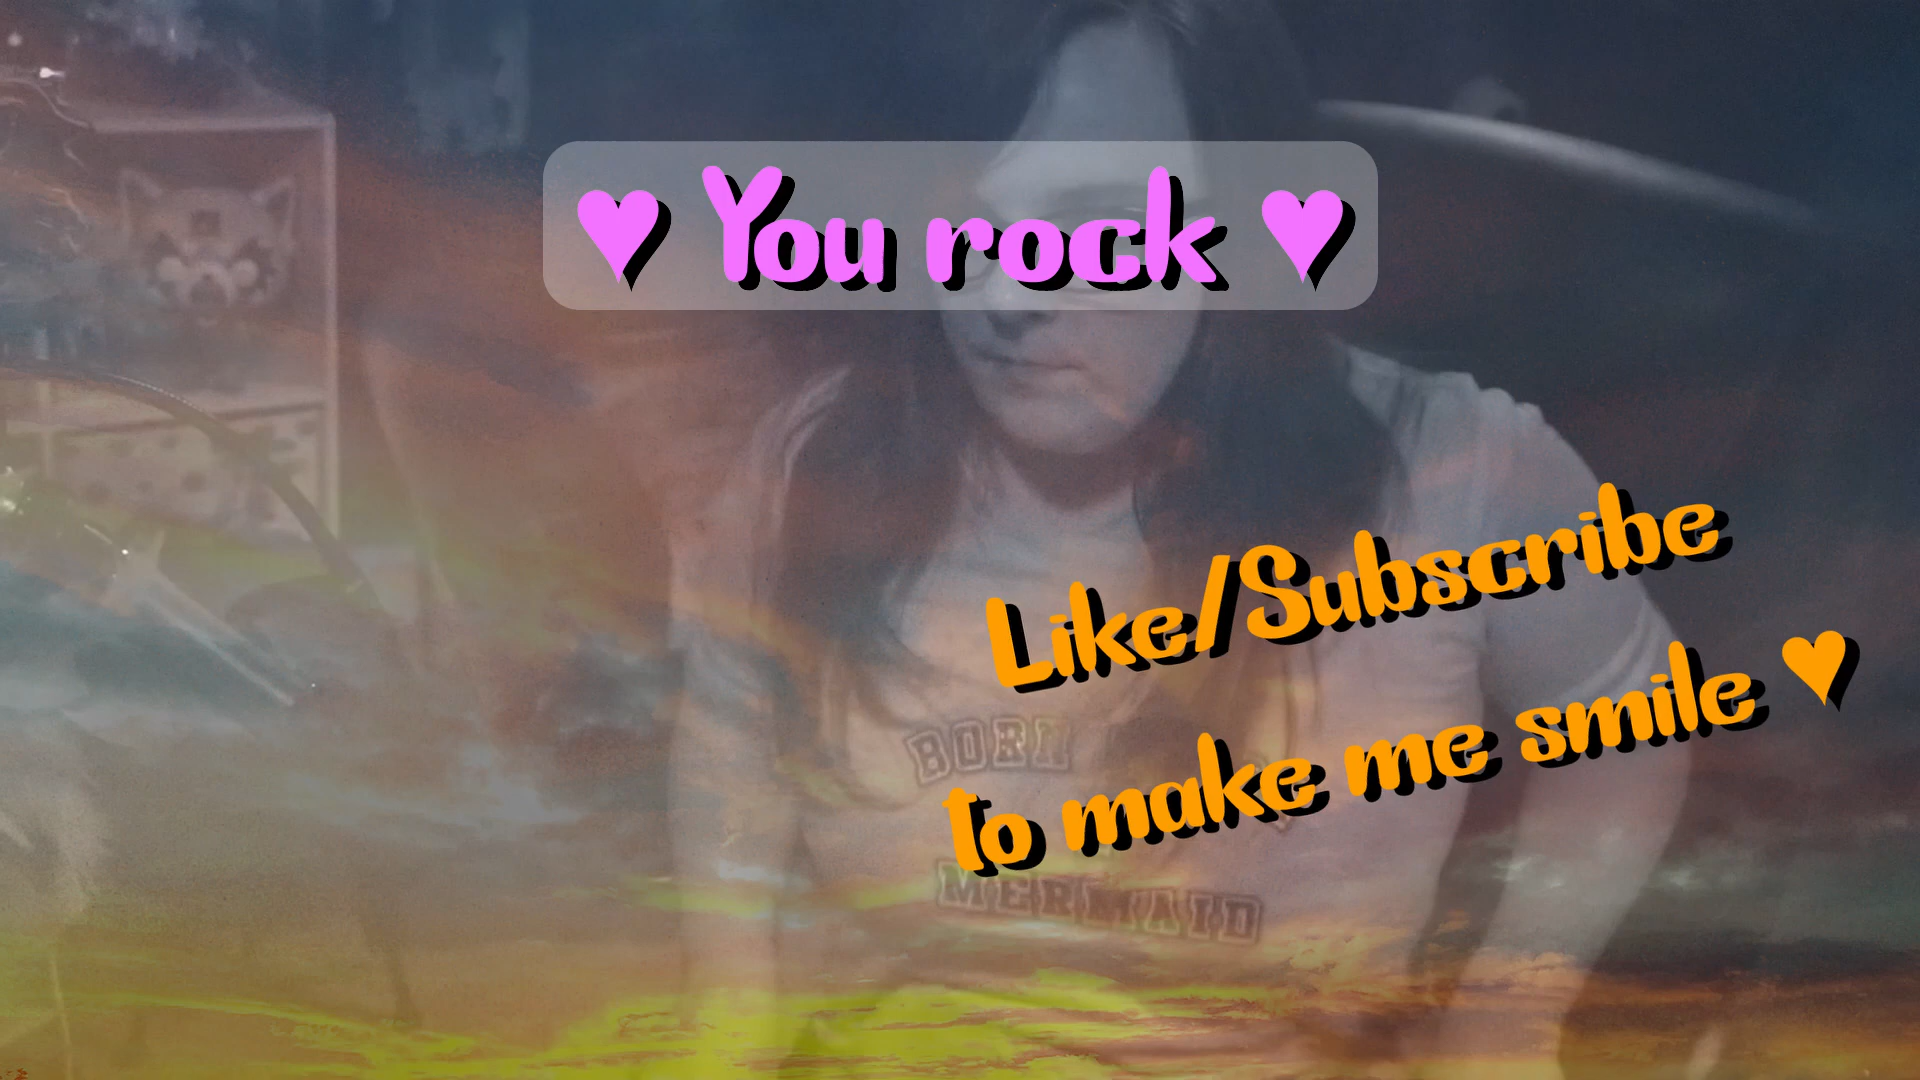 ♥ You rock ♥
Like/Subscribe
to make me smile ♥
BORN
MERMAID